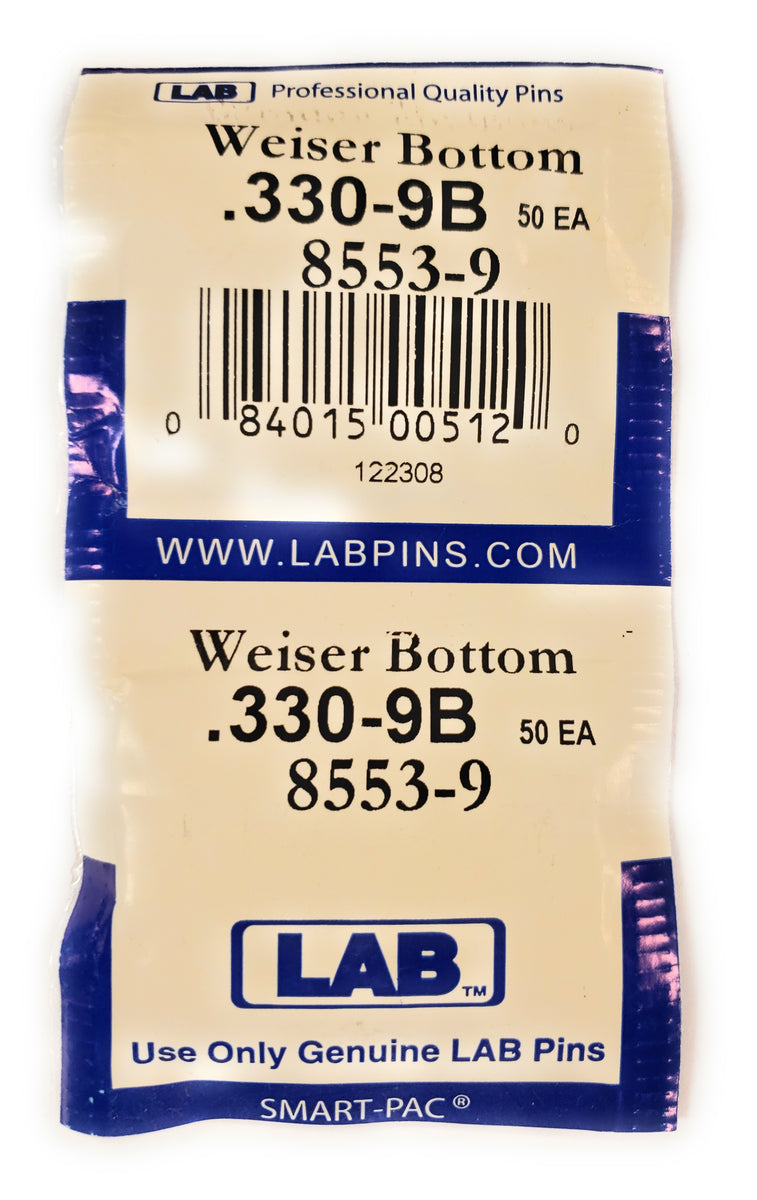 LAB Professional Quality Pins
Weiser Bottom
.330-9B 50 EA
8553-9
0 84015 00512 0
122308
WWW.LABPINS.COM
Weiser Bottom
.330-9B 50 EA
8553-9
LAB™
Use Only Genuine LAB Pins
SMART-PAC®